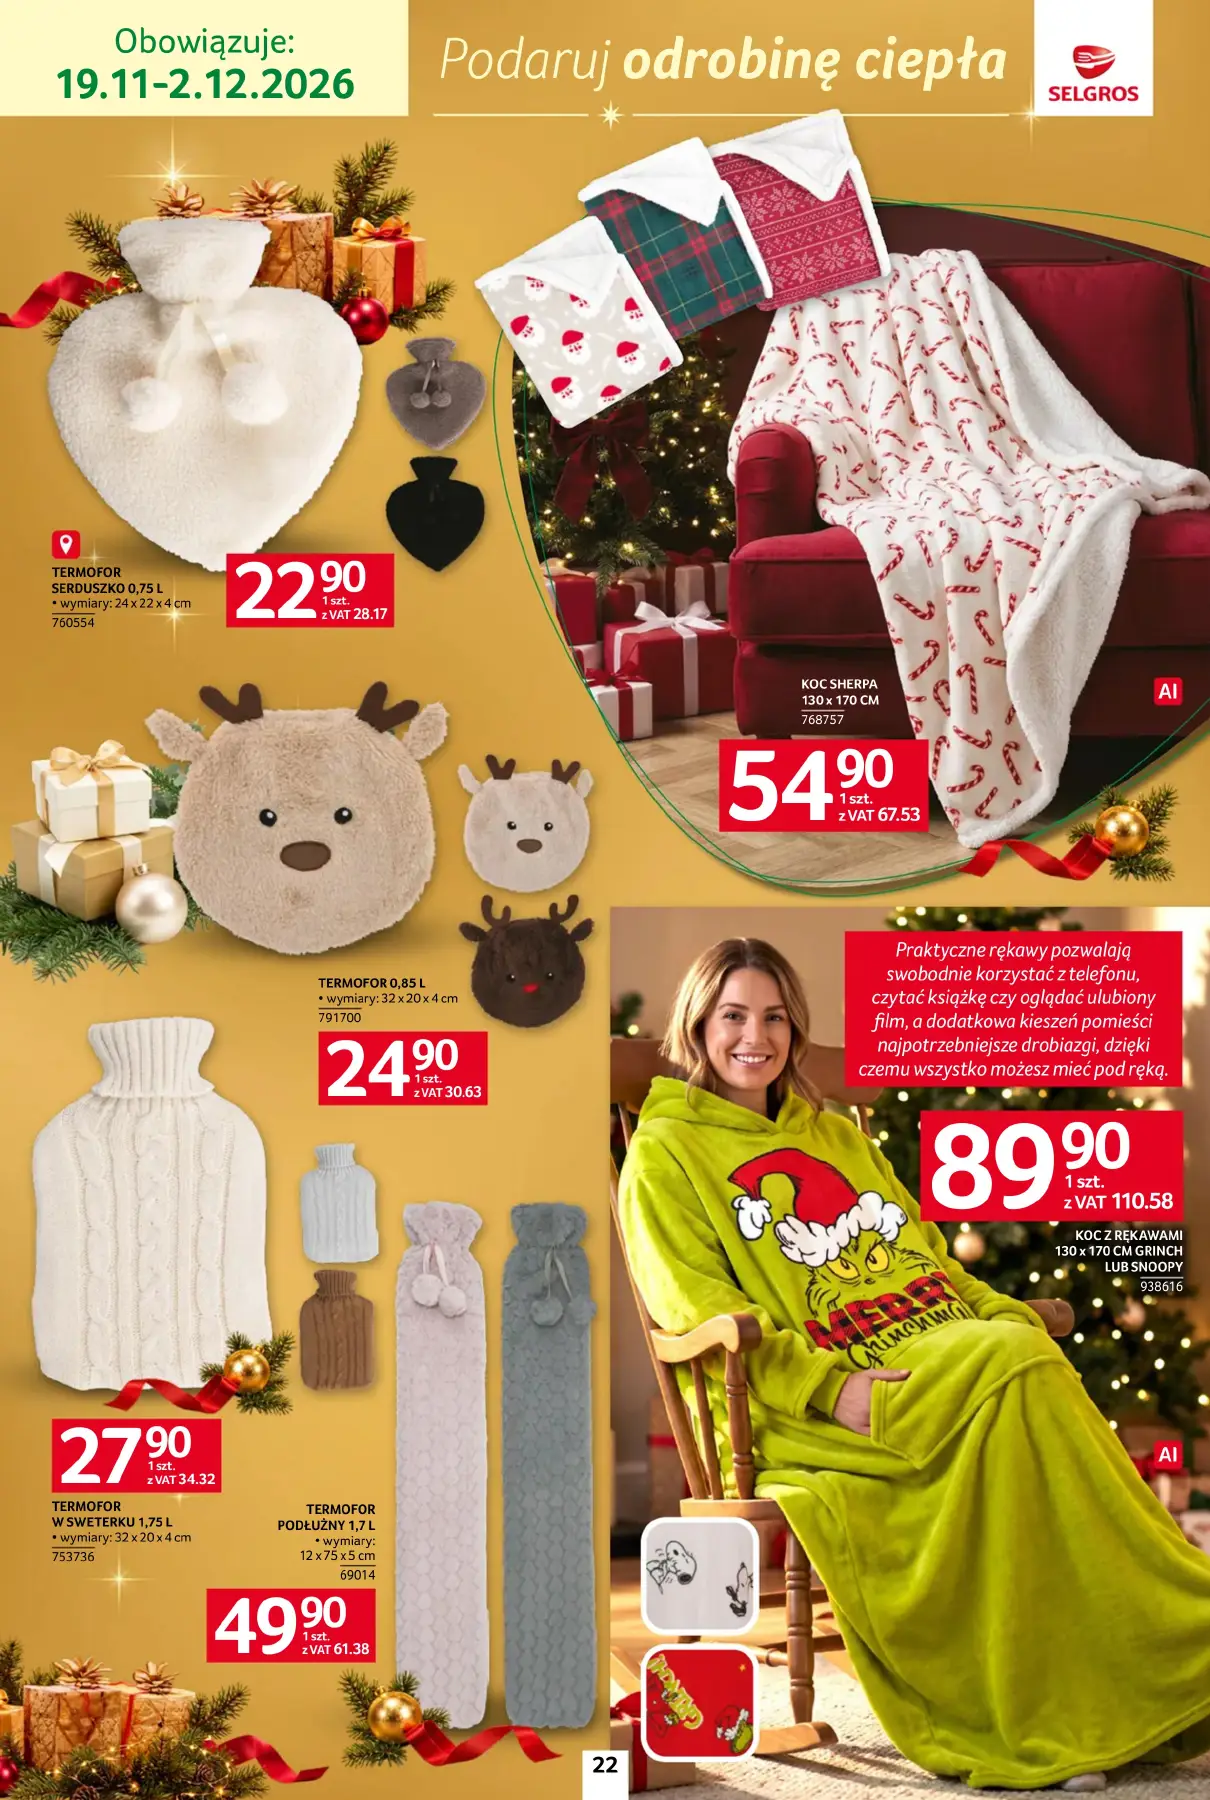 Obowiązuje:
19.11-2.12.2026
Podaruj odrobinę ciepła
SELGROS
TERMOFOR
SERDUSZKO 0,75 L
• wymiary: 24 x 22 x 4 cm
760554
22 90
1 szt.
z VAT 28.17
KOC SHERPA
130 x 170 CM
768757
AI
54 90
1 szt.
z VAT 67.53
TERMOFOR 0,85 L
• wymiary: 32 x 20 x 4 cm
791700
24 90
1 szt.
z VAT 30.63
Praktyczne rękawy pozwalają
swobodnie korzystać z telefonu,
czytać książkę czy oglądać ulubiony
film, a dodatkowa kieszeń pomieści
najpotrzebniejsze drobiazgi, dzięki
czemu wszystko możesz mieć pod ręką.
89 90
1 szt.
z VAT 110.58
KOC Z RĘKAWAMI
130 x 170 CM GRINCH
LUB SNOOPY
938616
MERRY
Grinchmas
AI
27 90
1 szt.
z VAT 34.32
TERMOFOR
W SWETERKU 1,75 L
• wymiary: 32 x 20 x 4 cm
753736
TERMOFOR
PODŁUŻNY 1,7 L
• wymiary:
12 x 75 x 5 cm
69014
49 90
1 szt.
z VAT 61.38
22